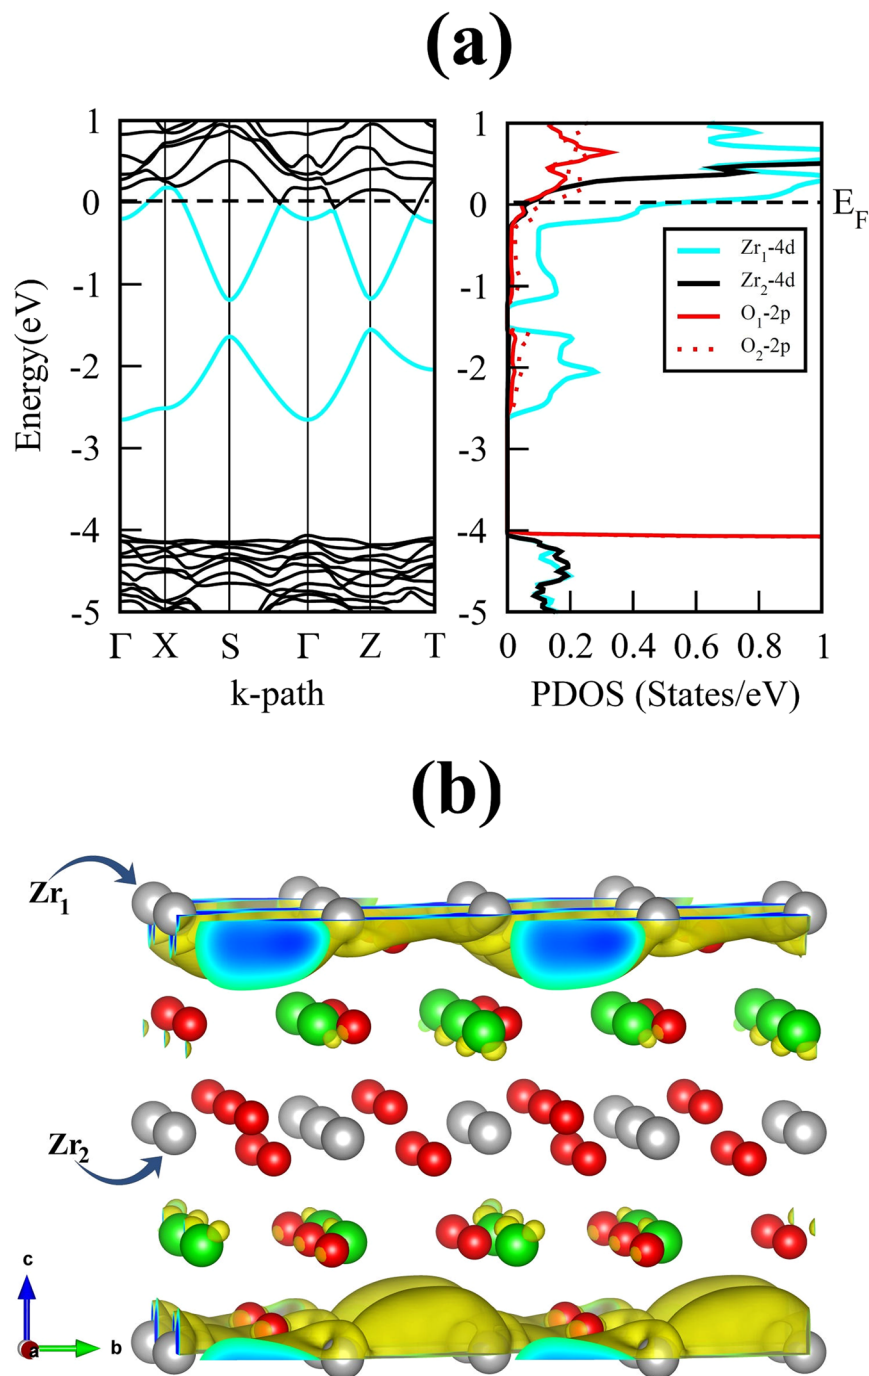 (a)
1
0
-1
-2
-3
-4
-5
Energy(eV)
Γ X S Γ Z T
k-path
1
0
-1
-2
-3
-4
-5
E_F
Zr₁-4d
Zr₂-4d
O₁-2p
O₂-2p
0 0.2 0.4 0.6 0.8 1
PDOS (States/eV)
(b)
Zr₁
Zr₂
c
a
b